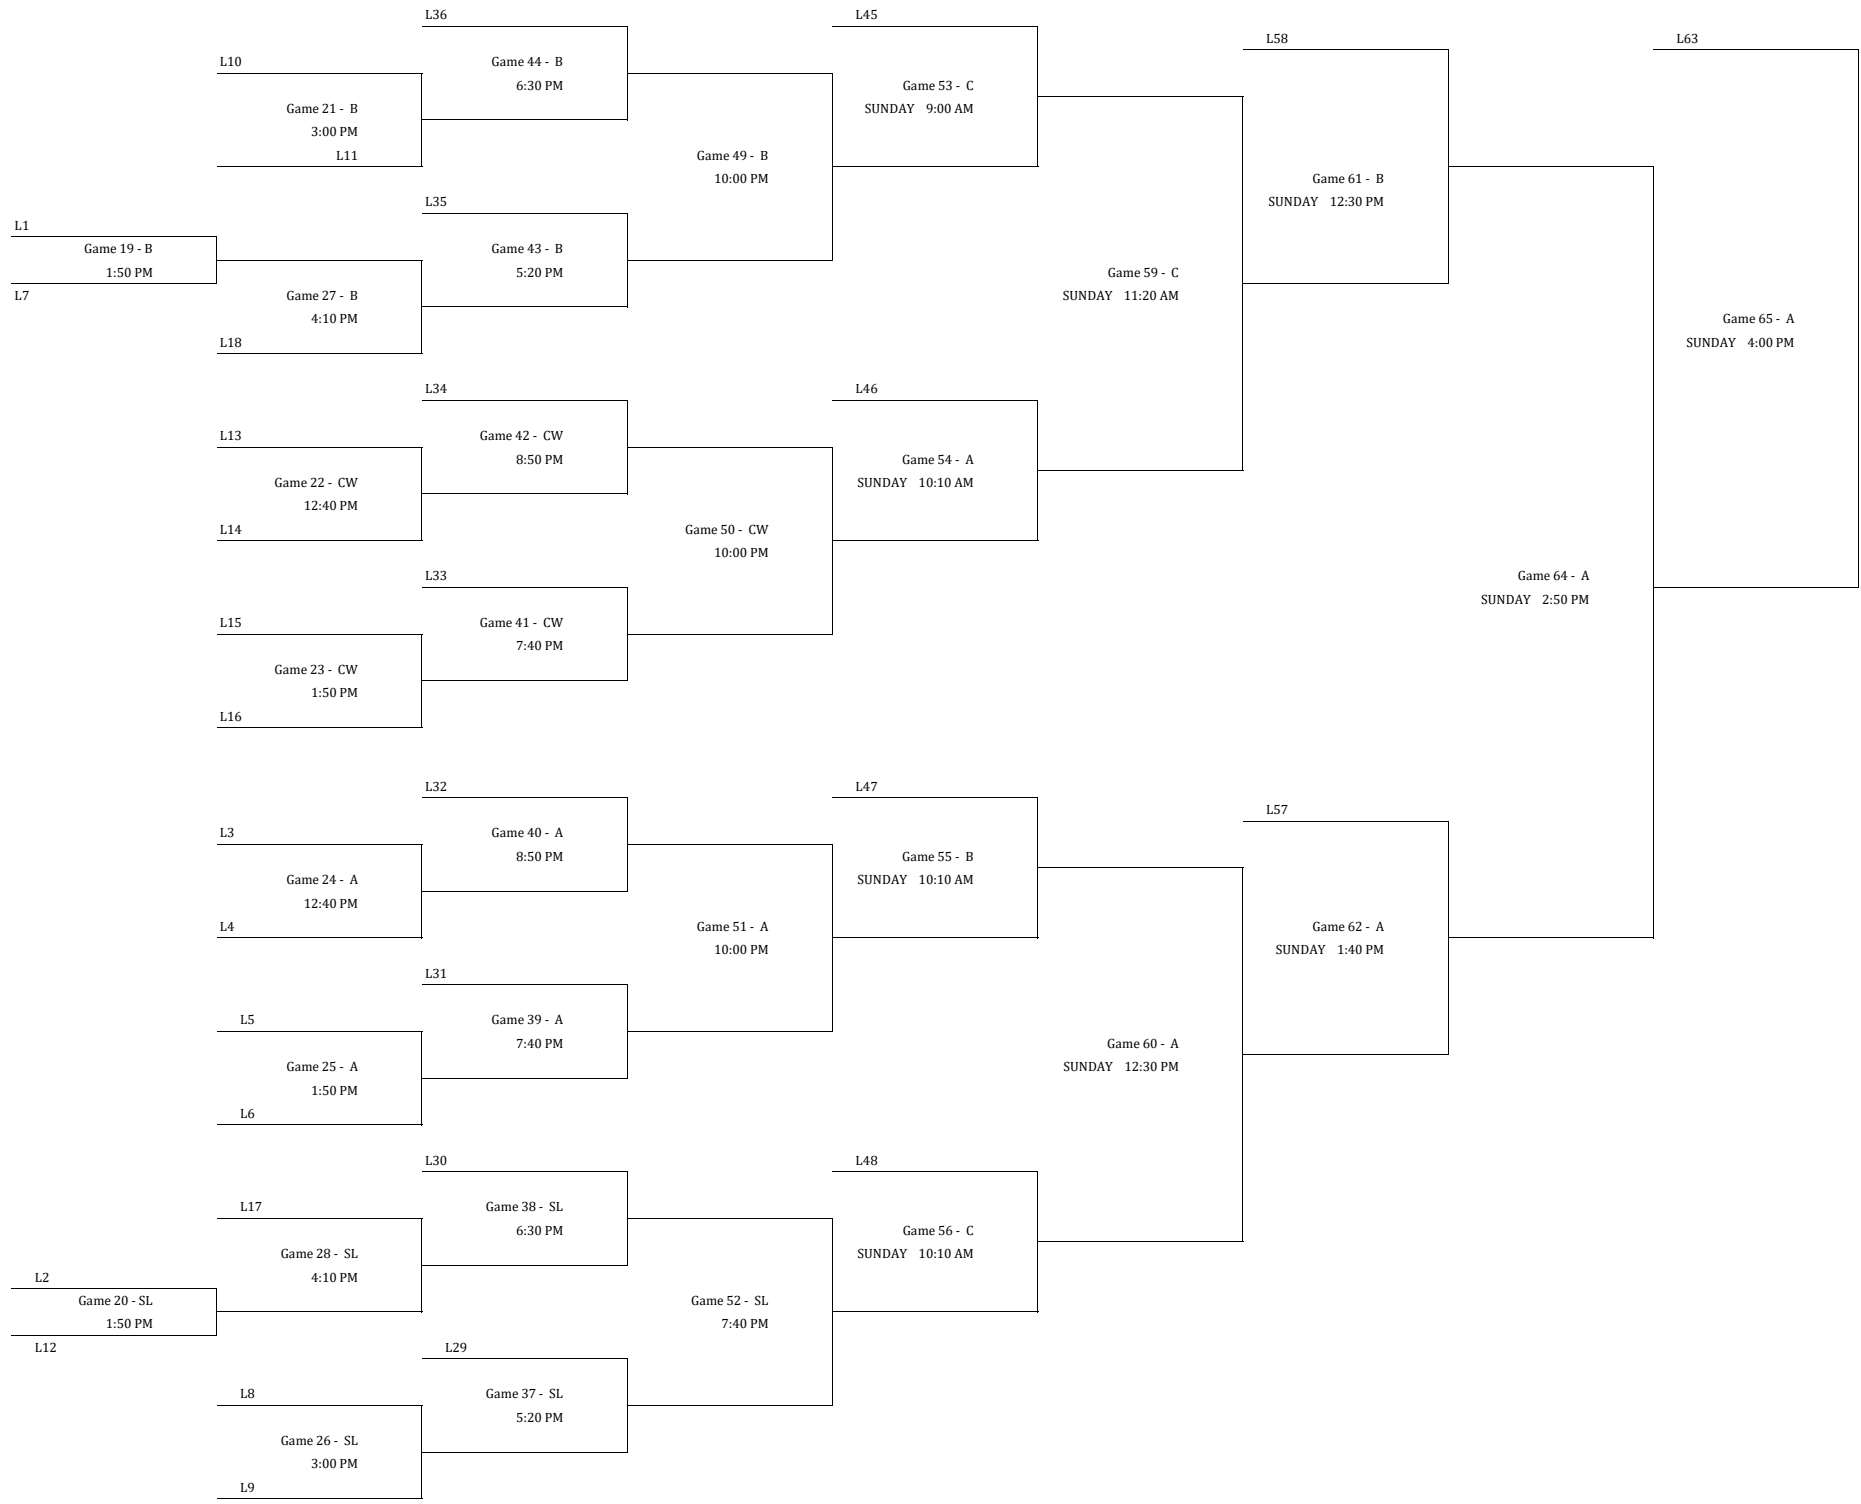 L36
L45
L58
L63
L10
Game 44 - B
6:30 PM
Game 53 - C
SUNDAY 9:00 AM
Game 21 - B
3:00 PM
L11
Game 49 - B
10:00 PM
Game 61 - B
SUNDAY 12:30 PM
L35
L1
Game 19 - B
1:50 PM
L7
Game 43 - B
5:20 PM
Game 59 - C
SUNDAY 11:20 AM
Game 27 - B
4:10 PM
L18
Game 65 - A
SUNDAY 4:00 PM
L34
L46
L13
Game 42 - CW
8:50 PM
Game 54 - A
SUNDAY 10:10 AM
Game 22 - CW
12:40 PM
L14
Game 50 - CW
10:00 PM
L33
Game 64 - A
SUNDAY 2:50 PM
L15
Game 41 - CW
7:40 PM
Game 23 - CW
1:50 PM
L16
L32
L47
L57
L3
Game 40 - A
8:50 PM
Game 55 - B
SUNDAY 10:10 AM
Game 24 - A
12:40 PM
L4
Game 51 - A
10:00 PM
Game 62 - A
SUNDAY 1:40 PM
L31
L5
Game 39 - A
7:40 PM
Game 60 - A
SUNDAY 12:30 PM
Game 25 - A
1:50 PM
L6
L30
L48
L17
Game 38 - SL
6:30 PM
Game 56 - C
SUNDAY 10:10 AM
Game 28 - SL
4:10 PM
L2
Game 20 - SL
1:50 PM
L12
Game 52 - SL
7:40 PM
L29
L8
Game 37 - SL
5:20 PM
Game 26 - SL
3:00 PM
L9